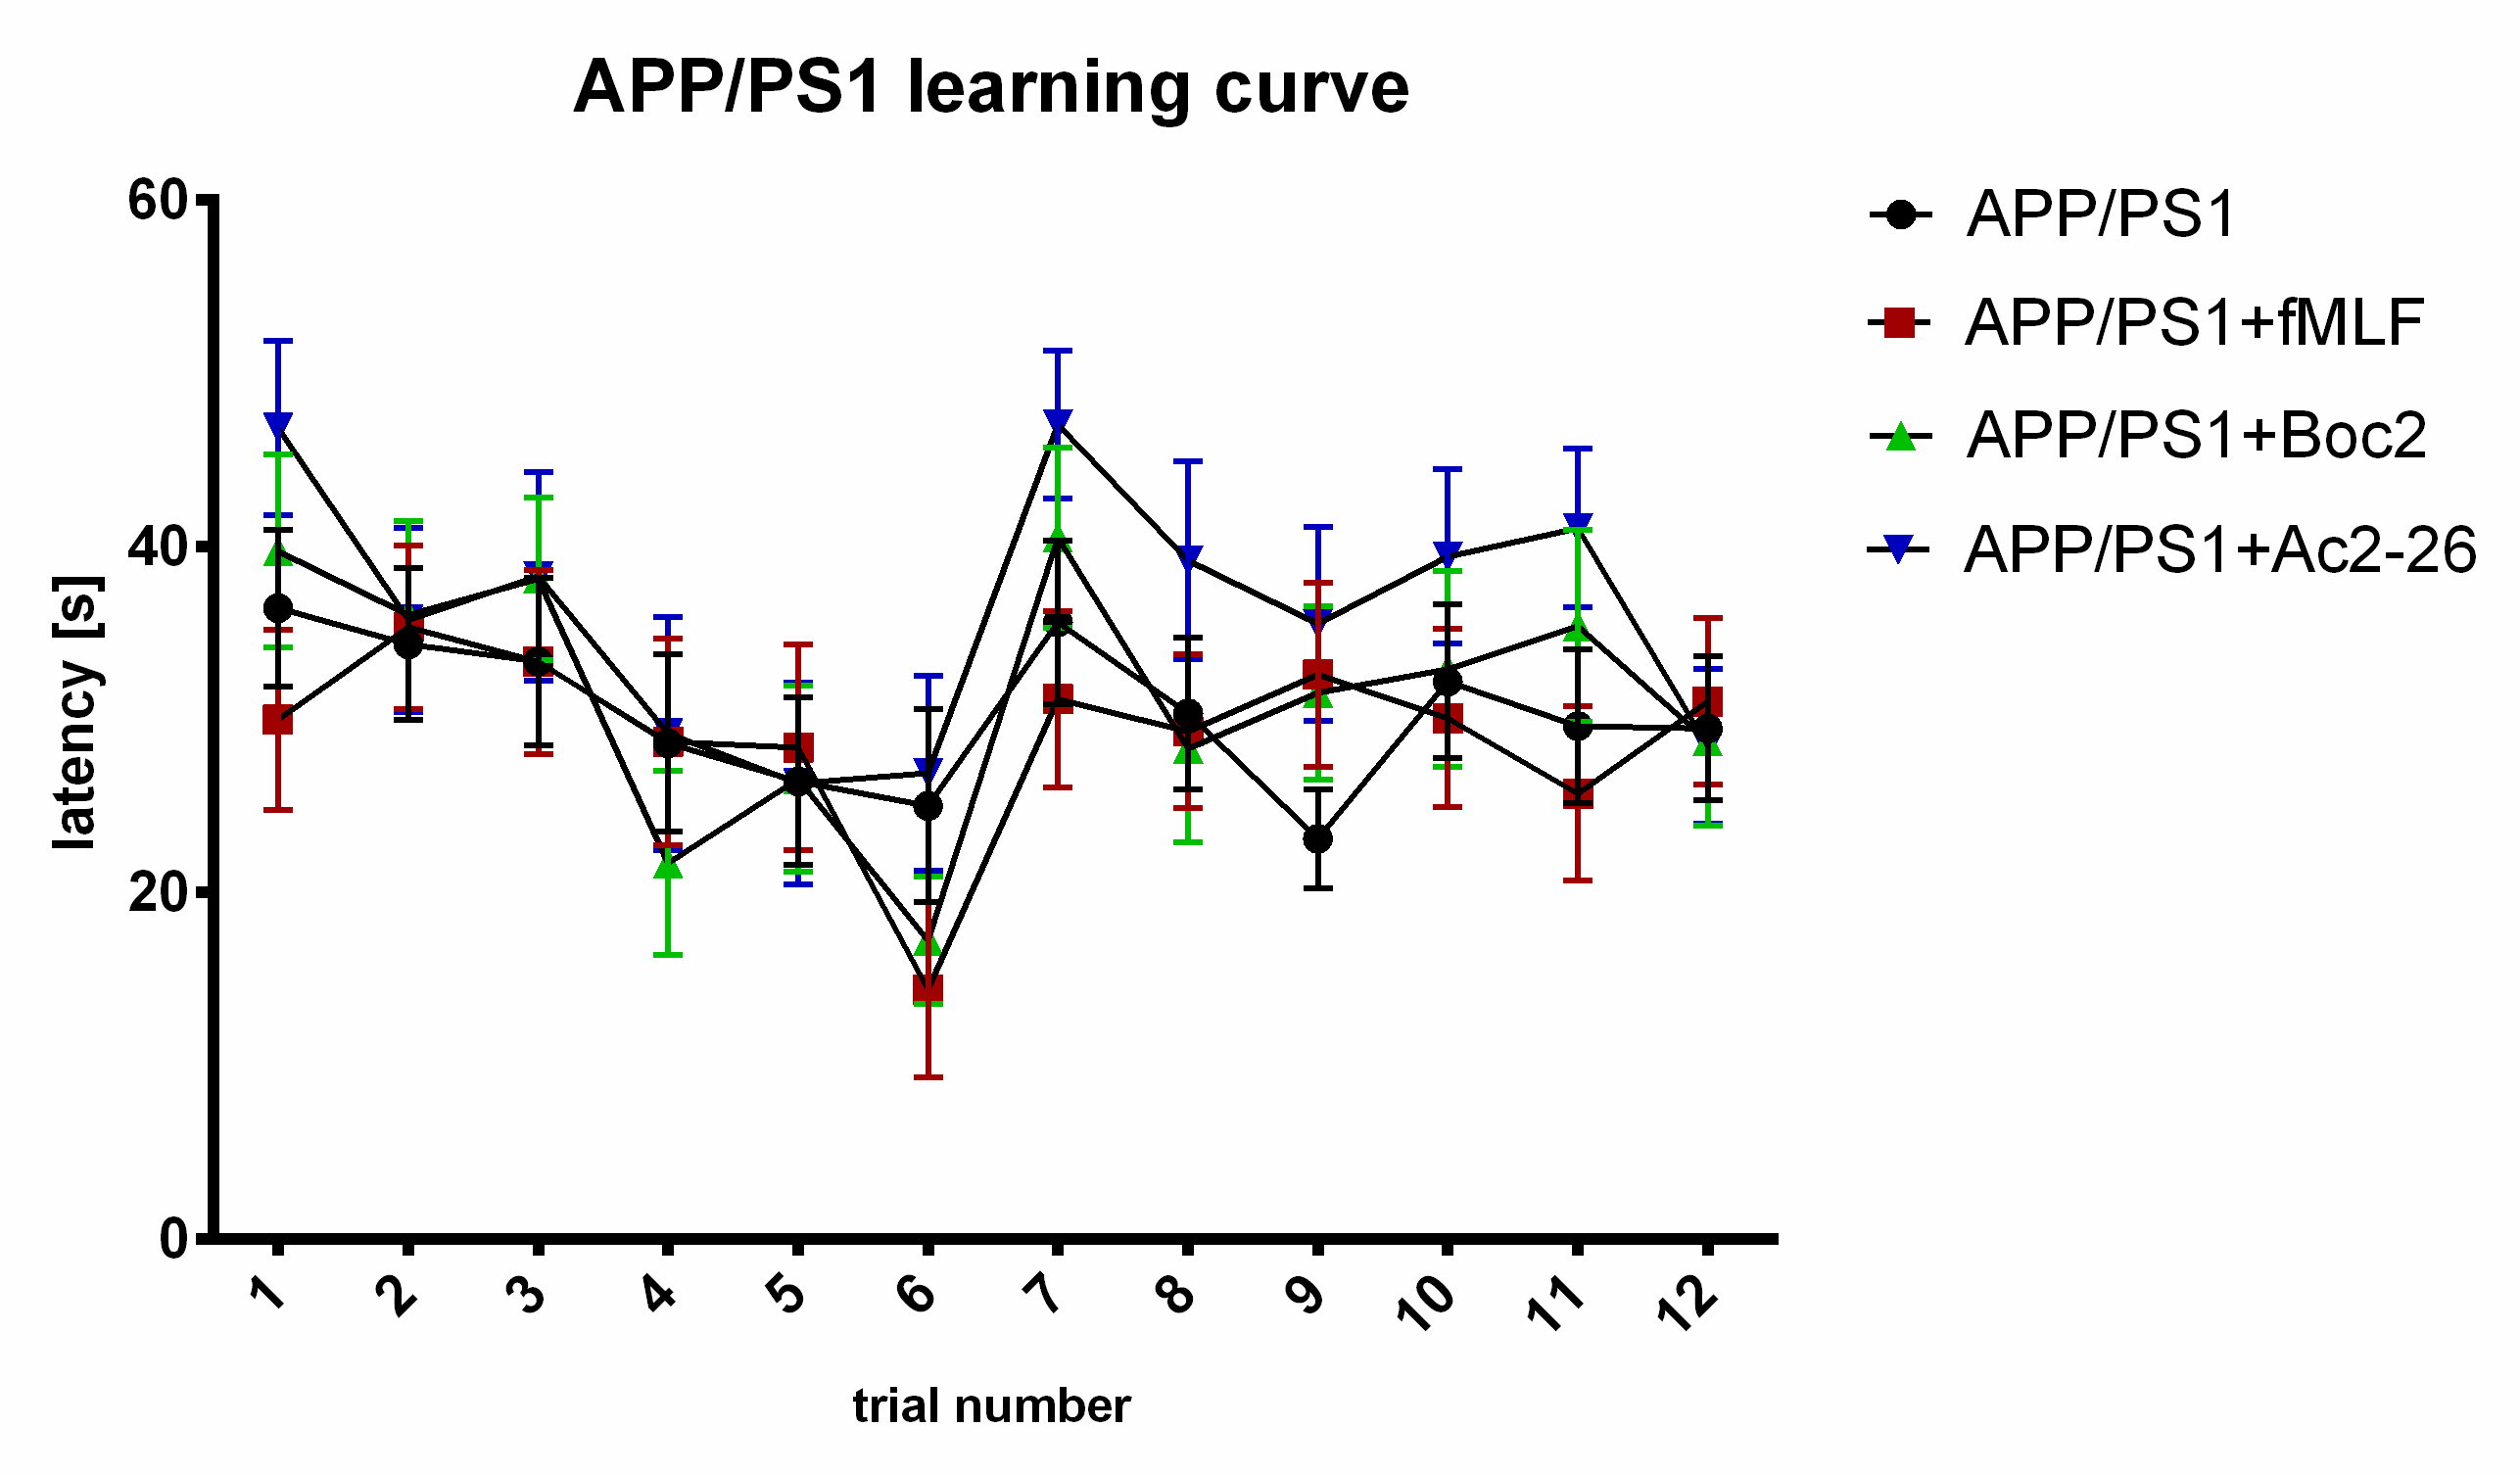 APP/PS1 learning curve
60
40
20
0
latency [s]
1 2 3 4 5 6 7 8 9 10 11 12
trial number
APP/PS1
APP/PS1+fMLF
APP/PS1+Boc2
APP/PS1+Ac2-26